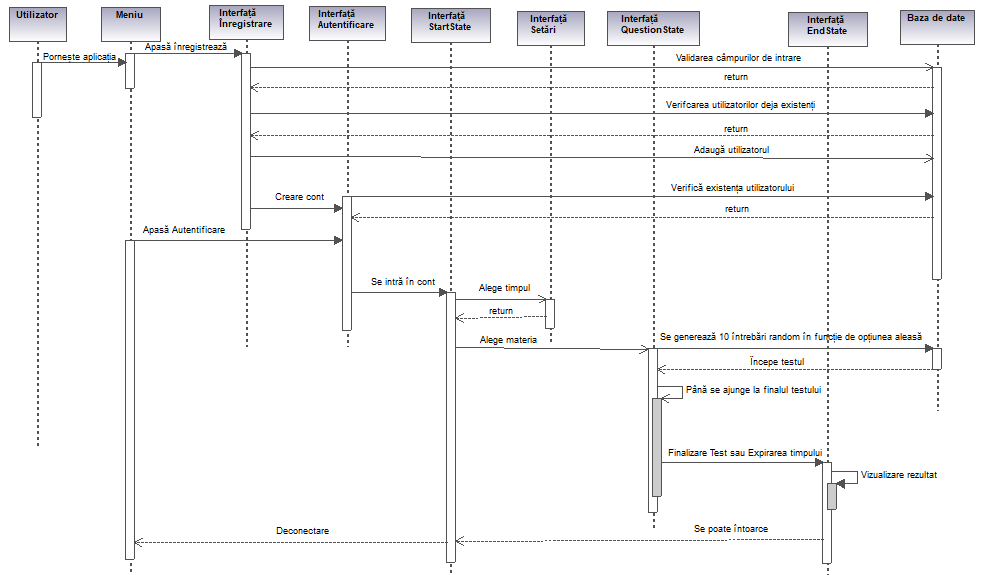 Utilizator
Meniu
Interfață
Înregistrare
Interfață
Autentificare
Interfață
StartState
Interfață
Setări
Interfață
QuestionState
Interfață
EndState
Baza de date
Apasă înregistrează
Pornește aplicația
Validarea câmpurilor de intrare
return
Verifcarea utilizatorilor deja existenți
return
Adaugă utilizatorul
Verifică existența utilizatorului
Creare cont
return
Apasă Autentificare
Se intră în cont
Alege timpul
return
Alege materia
Se generează 10 întrebări random în funcție de opțiunea aleasă
Începe testul
Până se ajunge la finalul testului
Finalizare Test sau Expirarea timpului
Vizualizare rezultat
Se poate întoarce
Deconectare